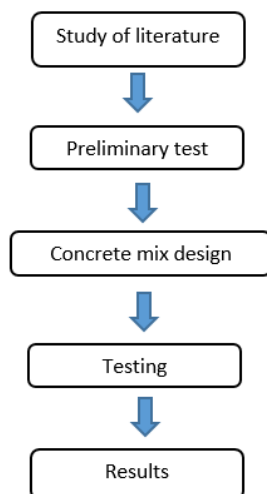 Study of literature
Preliminary test
Concrete mix design
Testing
Results